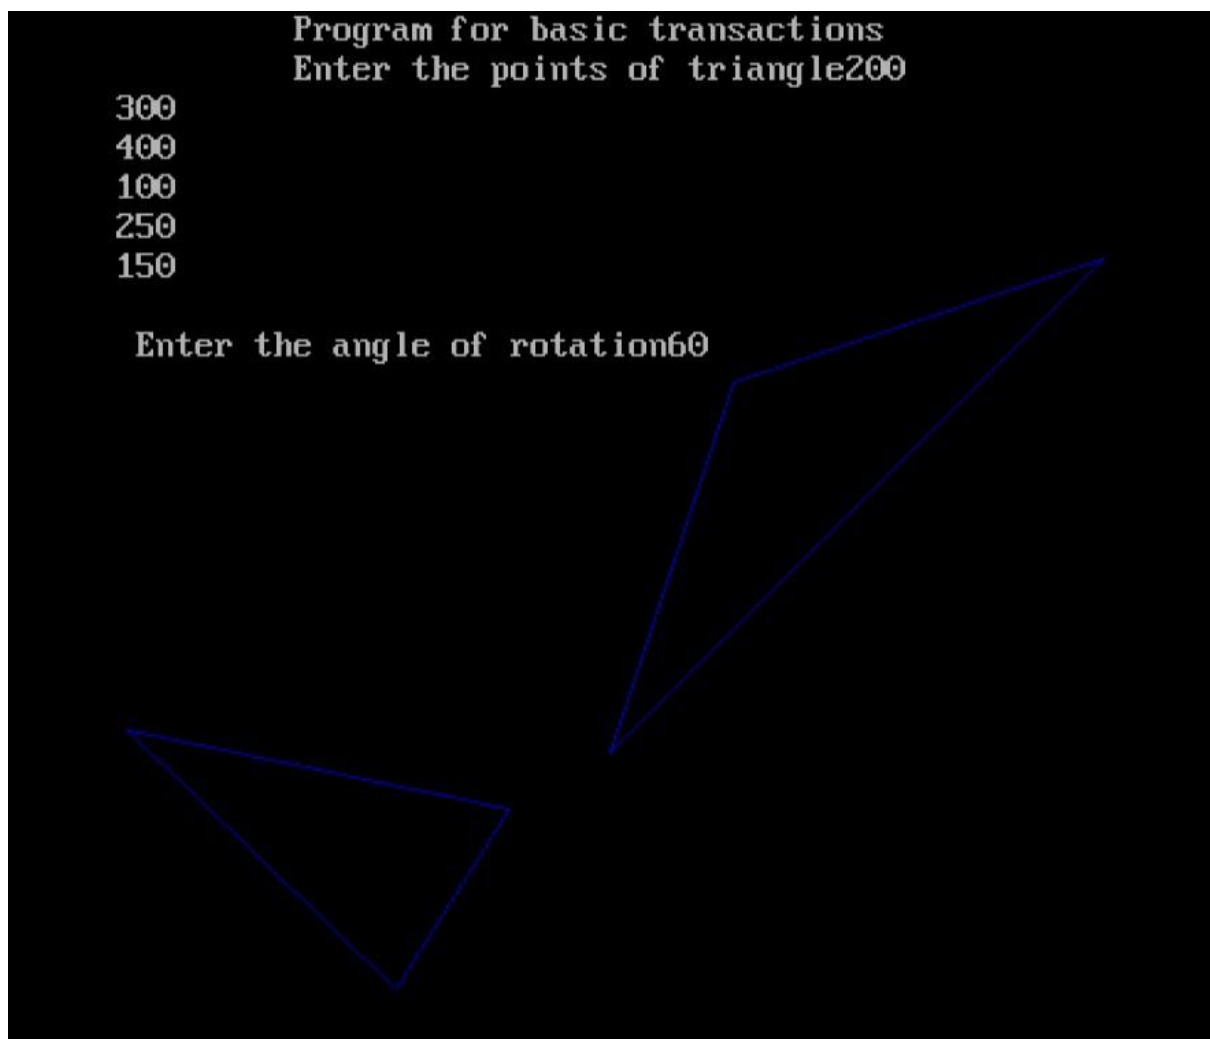 Program for basic transactions
Enter the points of triangle200
300
400
100
250
150
Enter the angle of rotation60